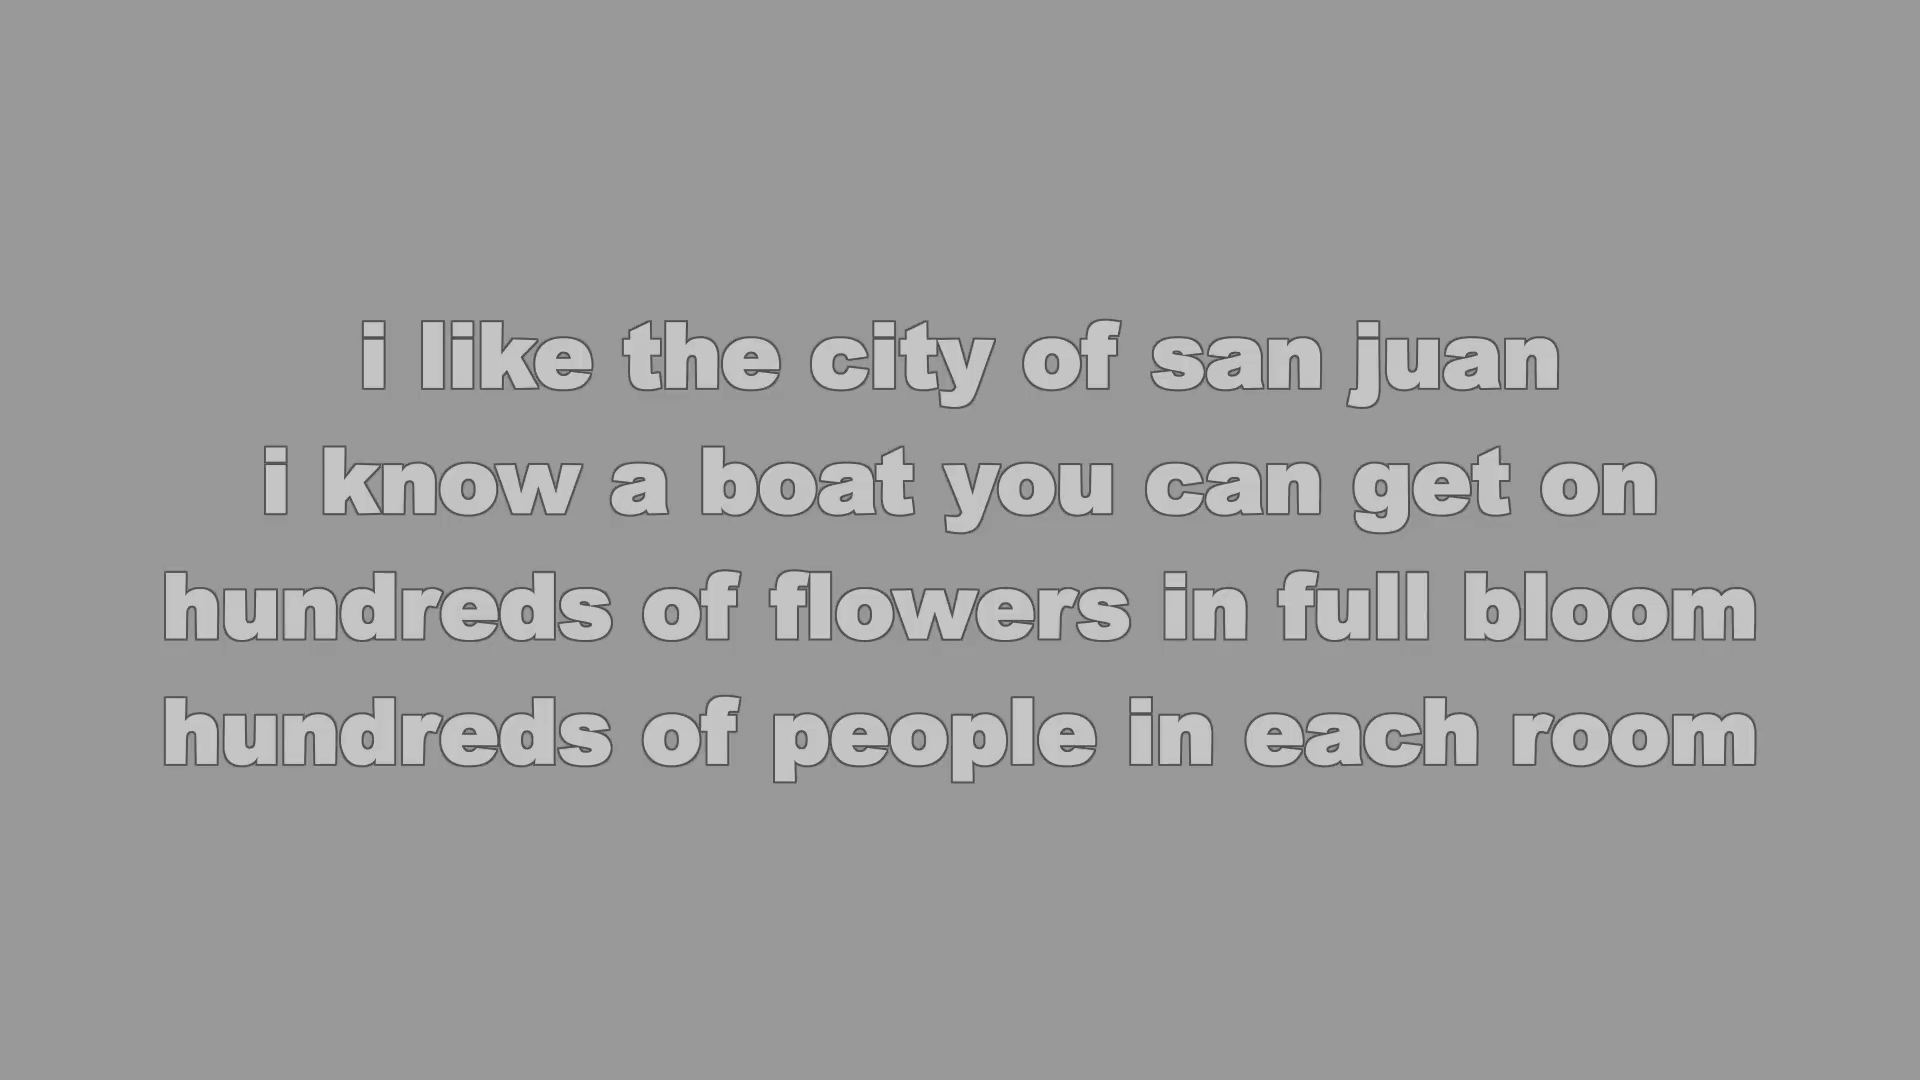 i like the city of san juan
i know a boat you can get on
hundreds of flowers in full bloom
hundreds of people in each room